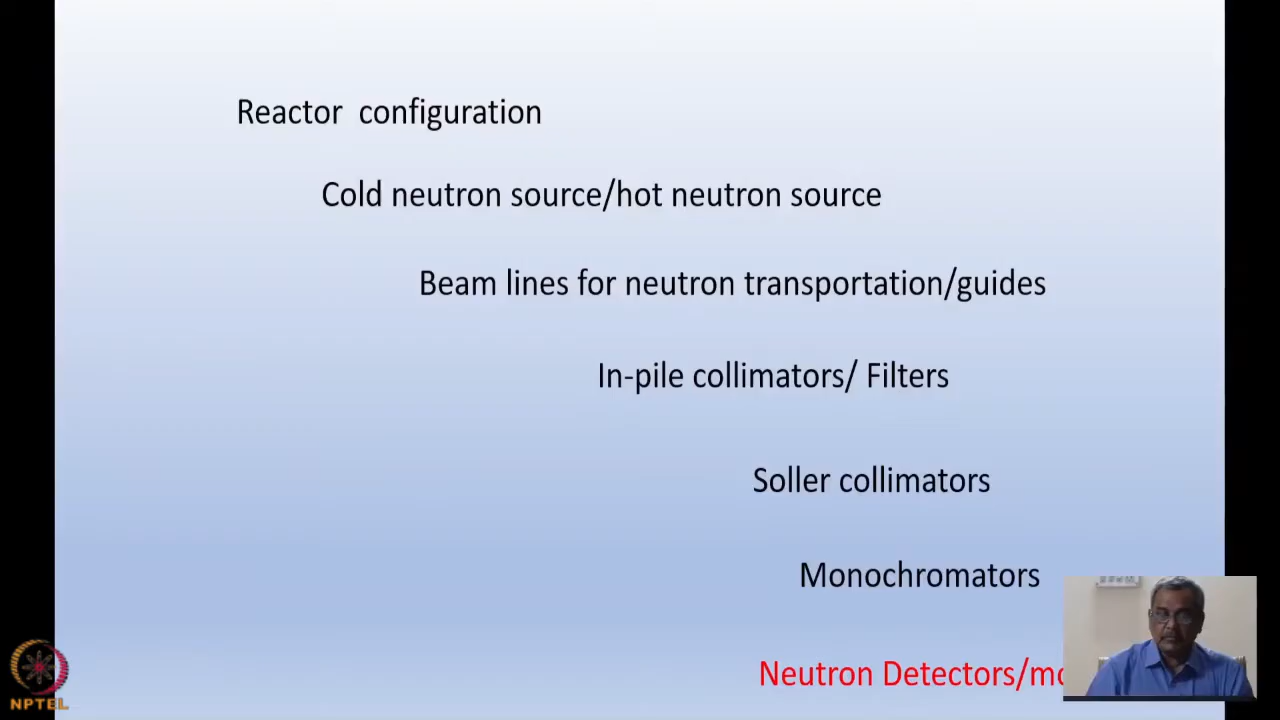 Reactor configuration
Cold neutron source/hot neutron source
Beam lines for neutron transportation/guides
In-pile collimators/ Filters
Soller collimators
Monochromators
Neutron Detectors/mo
NPTEL